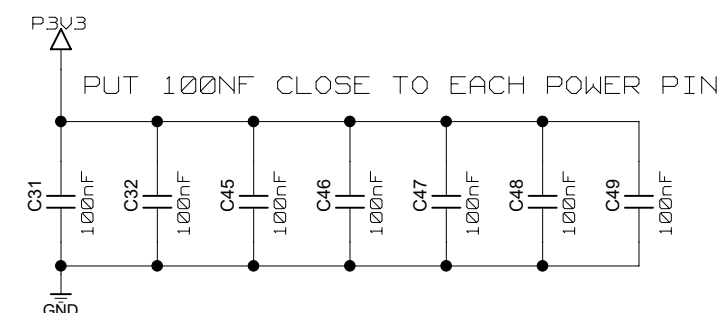 P3V3
PUT 100NF CLOSE TO EACH POWER PIN
C31 100nF
C32 100nF
C45 100nF
C46 100nF
C47 100nF
C48 100nF
C49 100nF
GND